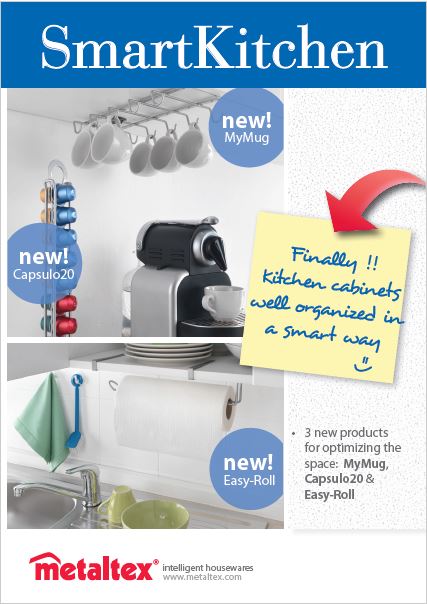 SmartKitchen
new!
MyMug
new!
Capsulo20
Finally !!
Kitchen cabinets
well organized in
a smart way
=)
new!
Easy-Roll
• 3 new products
for optimizing the
space: MyMug,
Capsulo20 &
Easy-Roll
metaltex®
intelligent housewares
www.metaltex.com